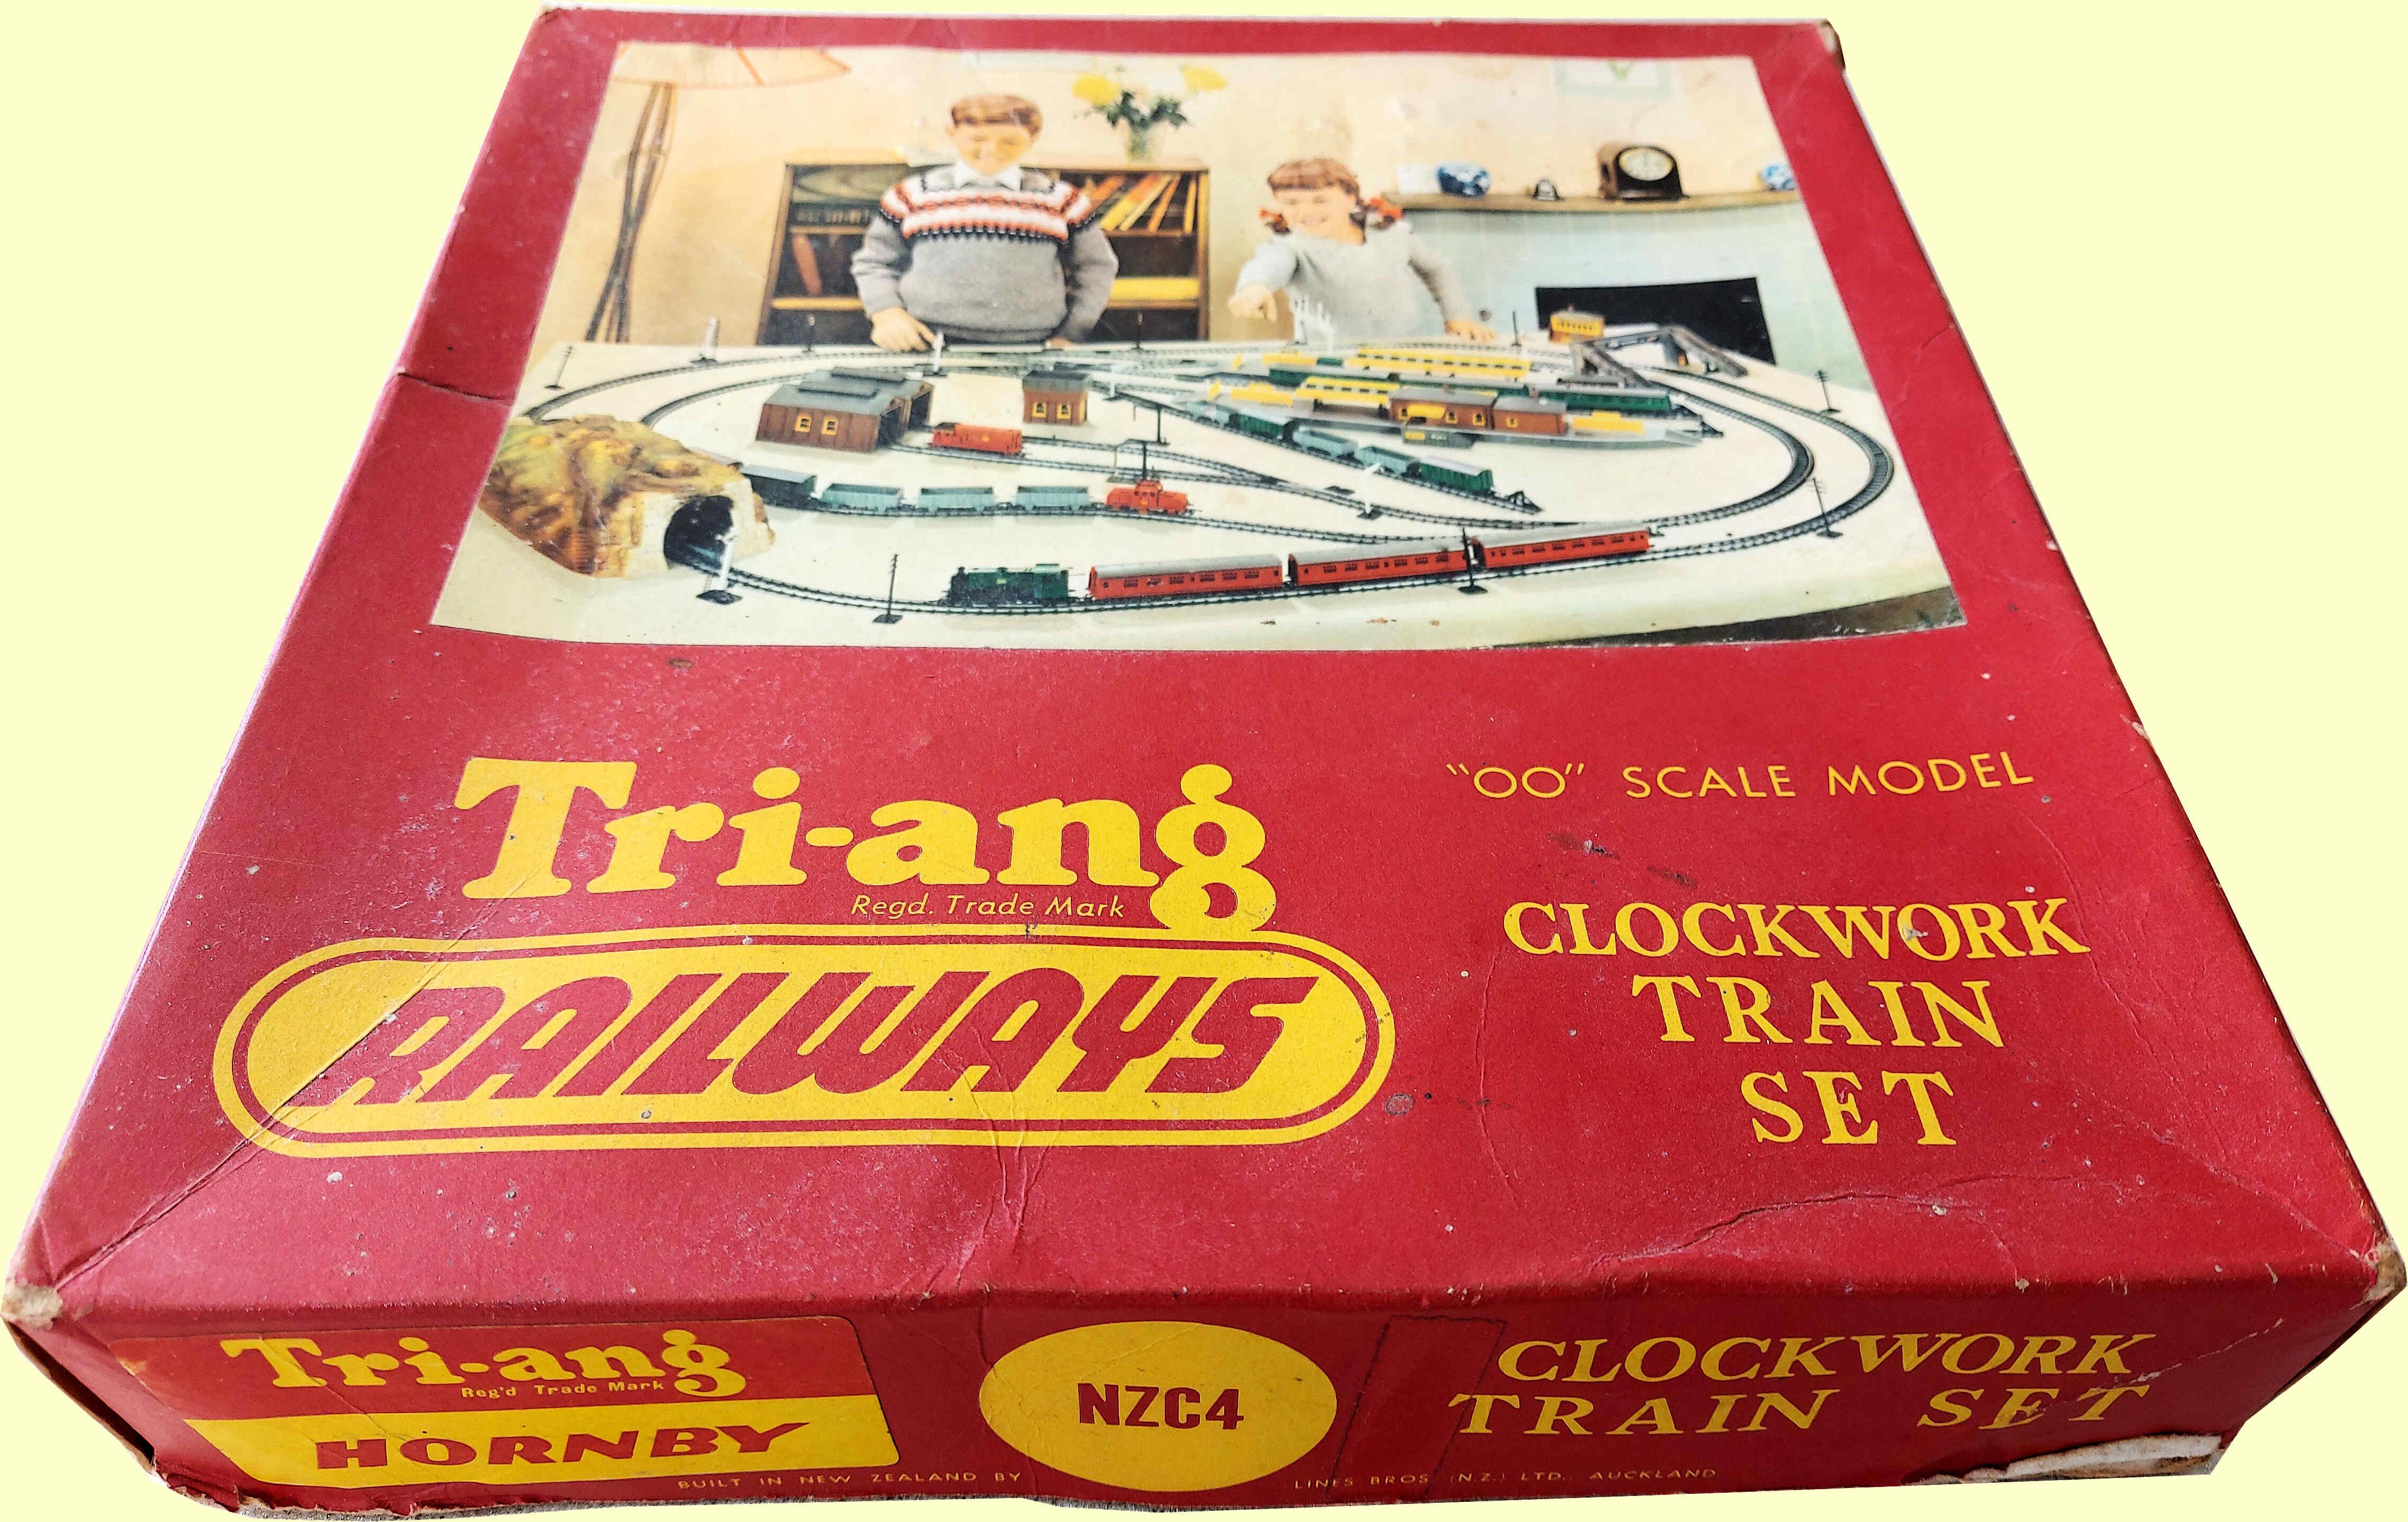 Tri-ang
Regd. Trade Mark
RAILWAYS
"OO" SCALE MODEL
CLOCKWORK
TRAIN
SET
Tri-ang
Reg'd Trade Mark
HORNBY
NZC4
CLOCKWORK
TRAIN SET
BUILT IN NEW ZEALAND BY LINES BROS (N.Z.) LTD., AUCKLAND